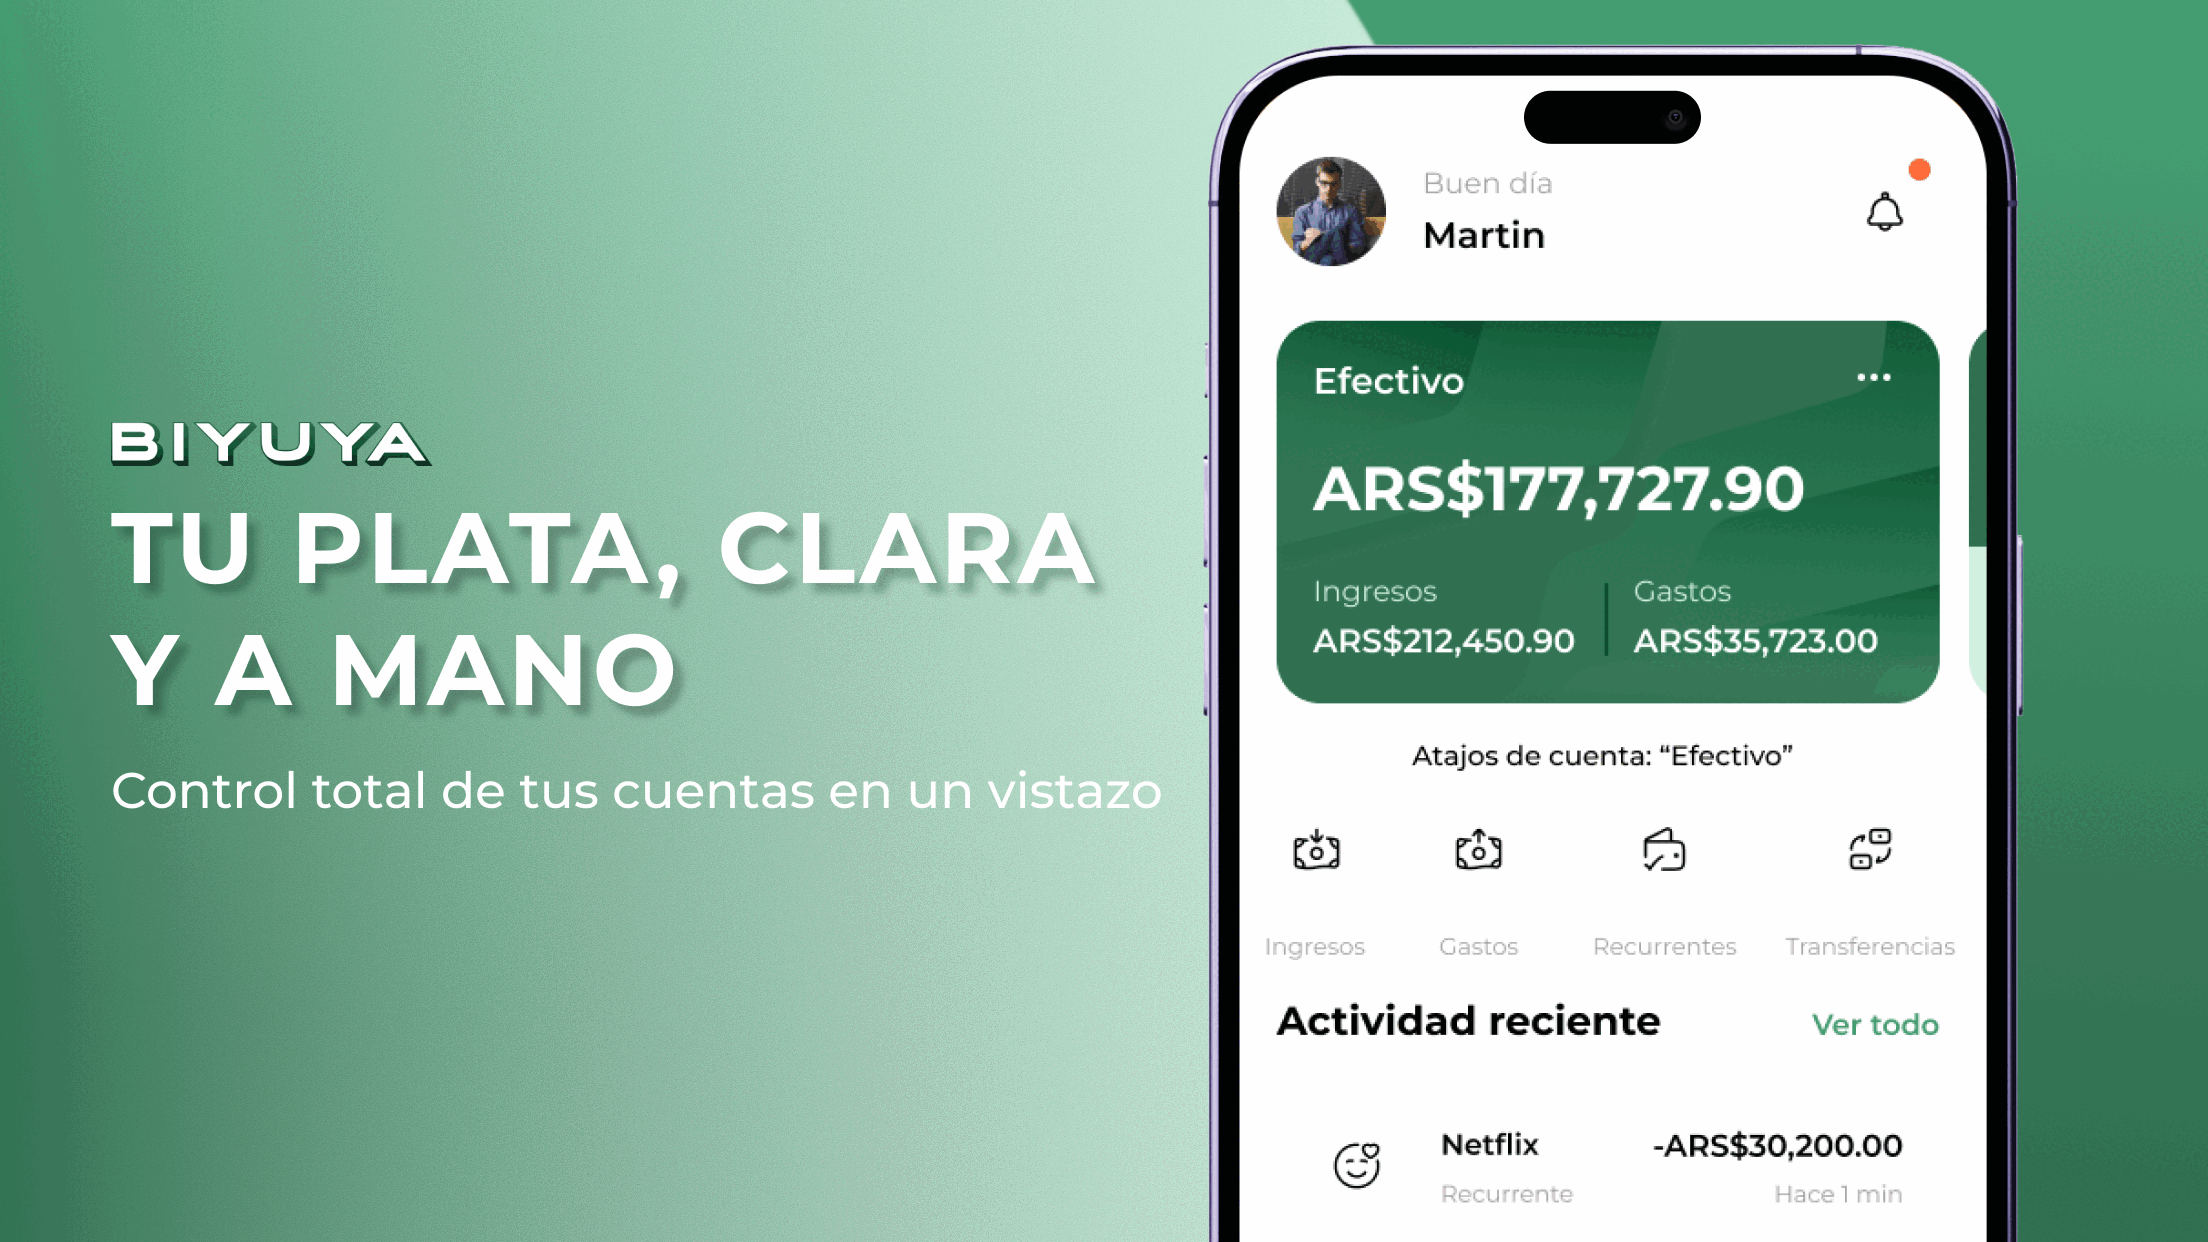 BIYUYA
TU PLATA, CLARA
Y A MANO
Control total de tus cuentas en un vistazo
Buen día
Martin
Efectivo
ARS$177,727.90
Ingresos Gastos
ARS$212,450.90 ARS$35,723.00
Atajos de cuenta: “Efectivo”
Ingresos Gastos Recurrentes Transferencias
Actividad reciente Ver todo
Netflix -ARS$30,200.00
Recurrente Hace 1 min